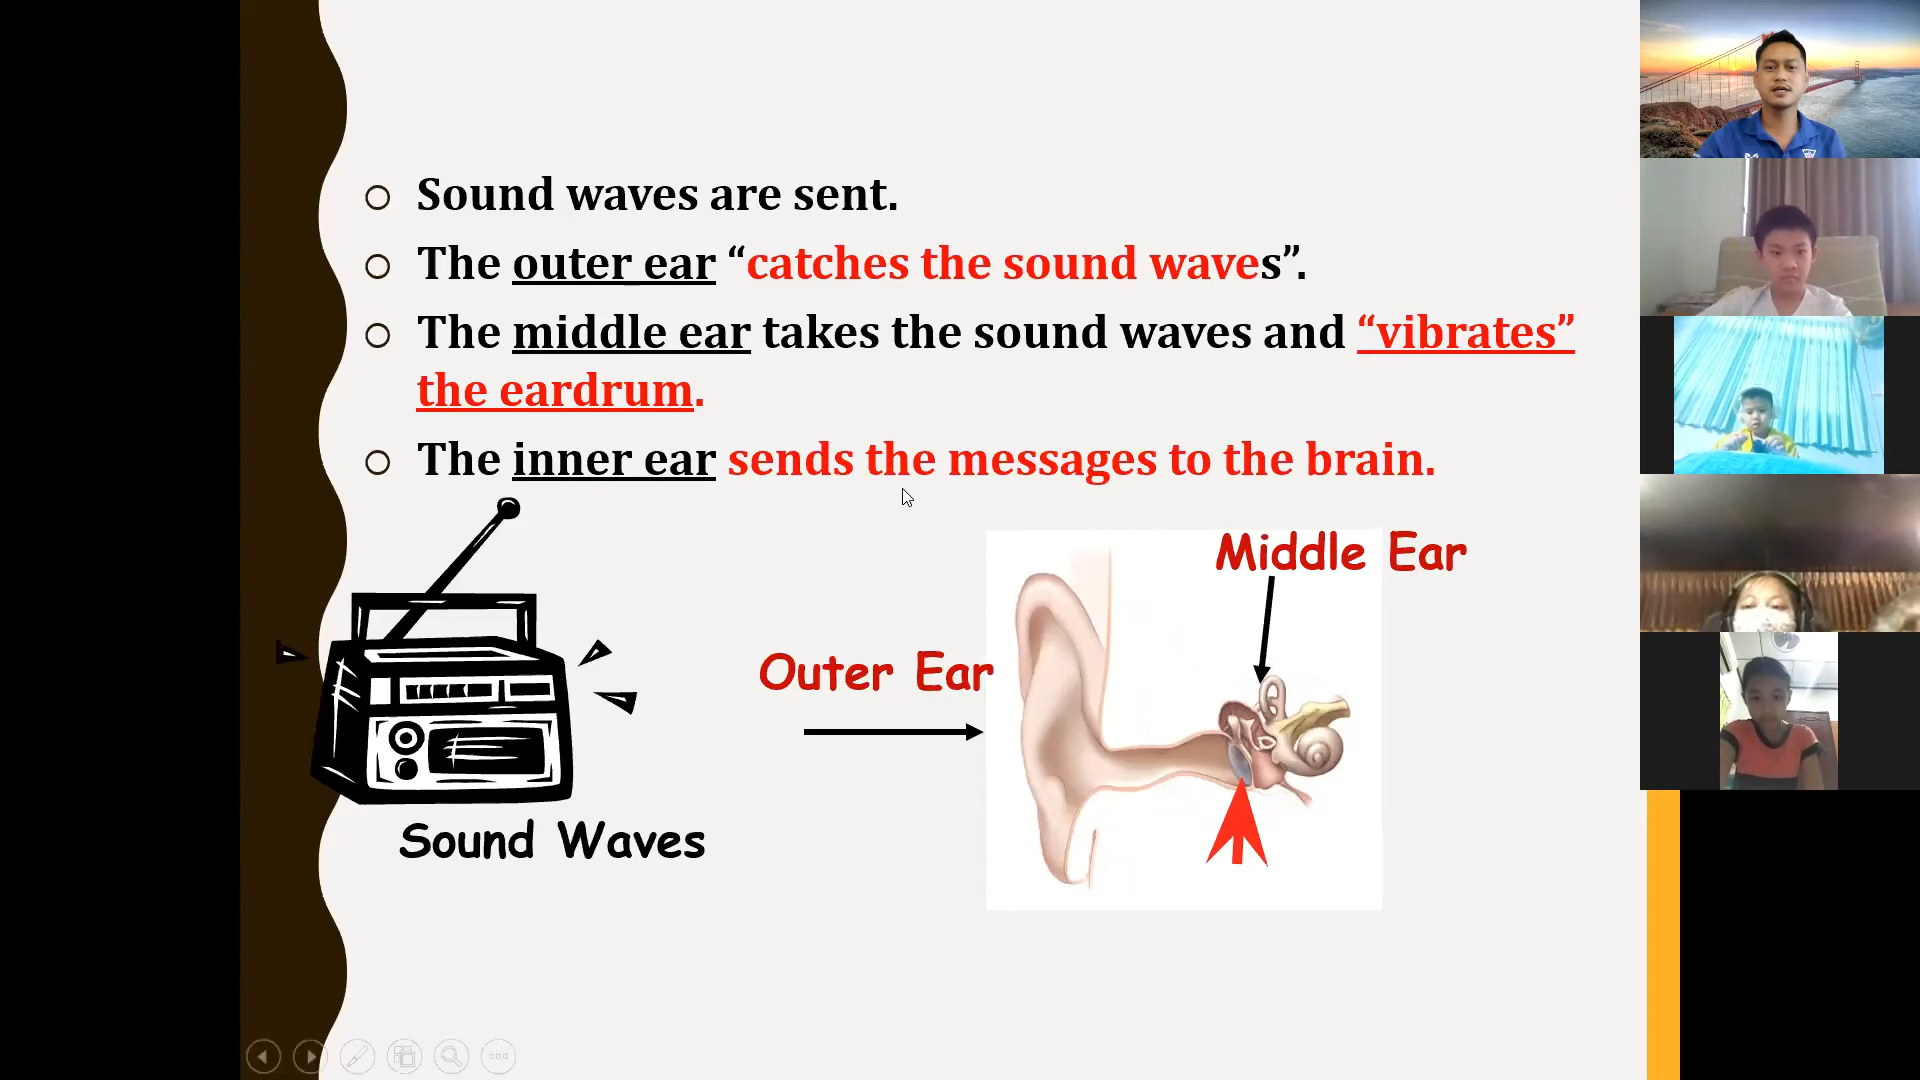 Sound waves are sent.
The outer ear “catches the sound waves”.
The middle ear takes the sound waves and “vibrates”
the eardrum.
The inner ear sends the messages to the brain.
Middle Ear
Outer Ear
Sound Waves